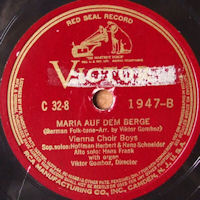 RED SEAL RECORD
"HIS MASTER'S VOICE"
VICTOR
C 32-8
1947-B
MARIA AUF DEM BERGE
(German Folk-tune-Arr. by Viktor Gomboz)
Vienna Choir Boys
Sop. solos: Hoffman Herbert & Hans Schneider
Alto solo: Hans Frank
with organ
Viktor Gomboz, Director
RCA MANUFACTURING CO., INC., CAMDEN, N.J., U.S.A.